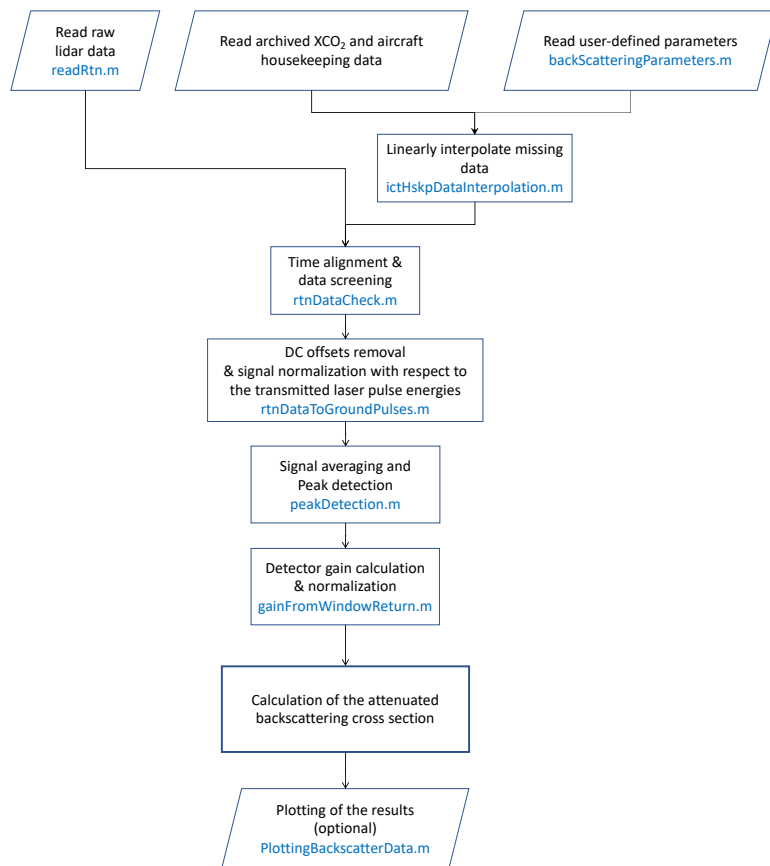 Read raw
lidar data
readRtn.m
Read archived XCO₂ and aircraft
housekeeping data
Read user-defined parameters
backScatteringParameters.m
Linearly interpolate missing
data
ictHskpDataInterpolation.m
Time alignment &
data screening
rtnDataCheck.m
DC offsets removal
& signal normalization with respect to
the transmitted laser pulse energies
rtnDataToGroundPulses.m
Signal averaging and
Peak detection
peakDetection.m
Detector gain calculation
& normalization
gainFromWindowReturn.m
Calculation of the attenuated
backscattering cross section
Plotting of the results
(optional)
PlottingBackscatterData.m